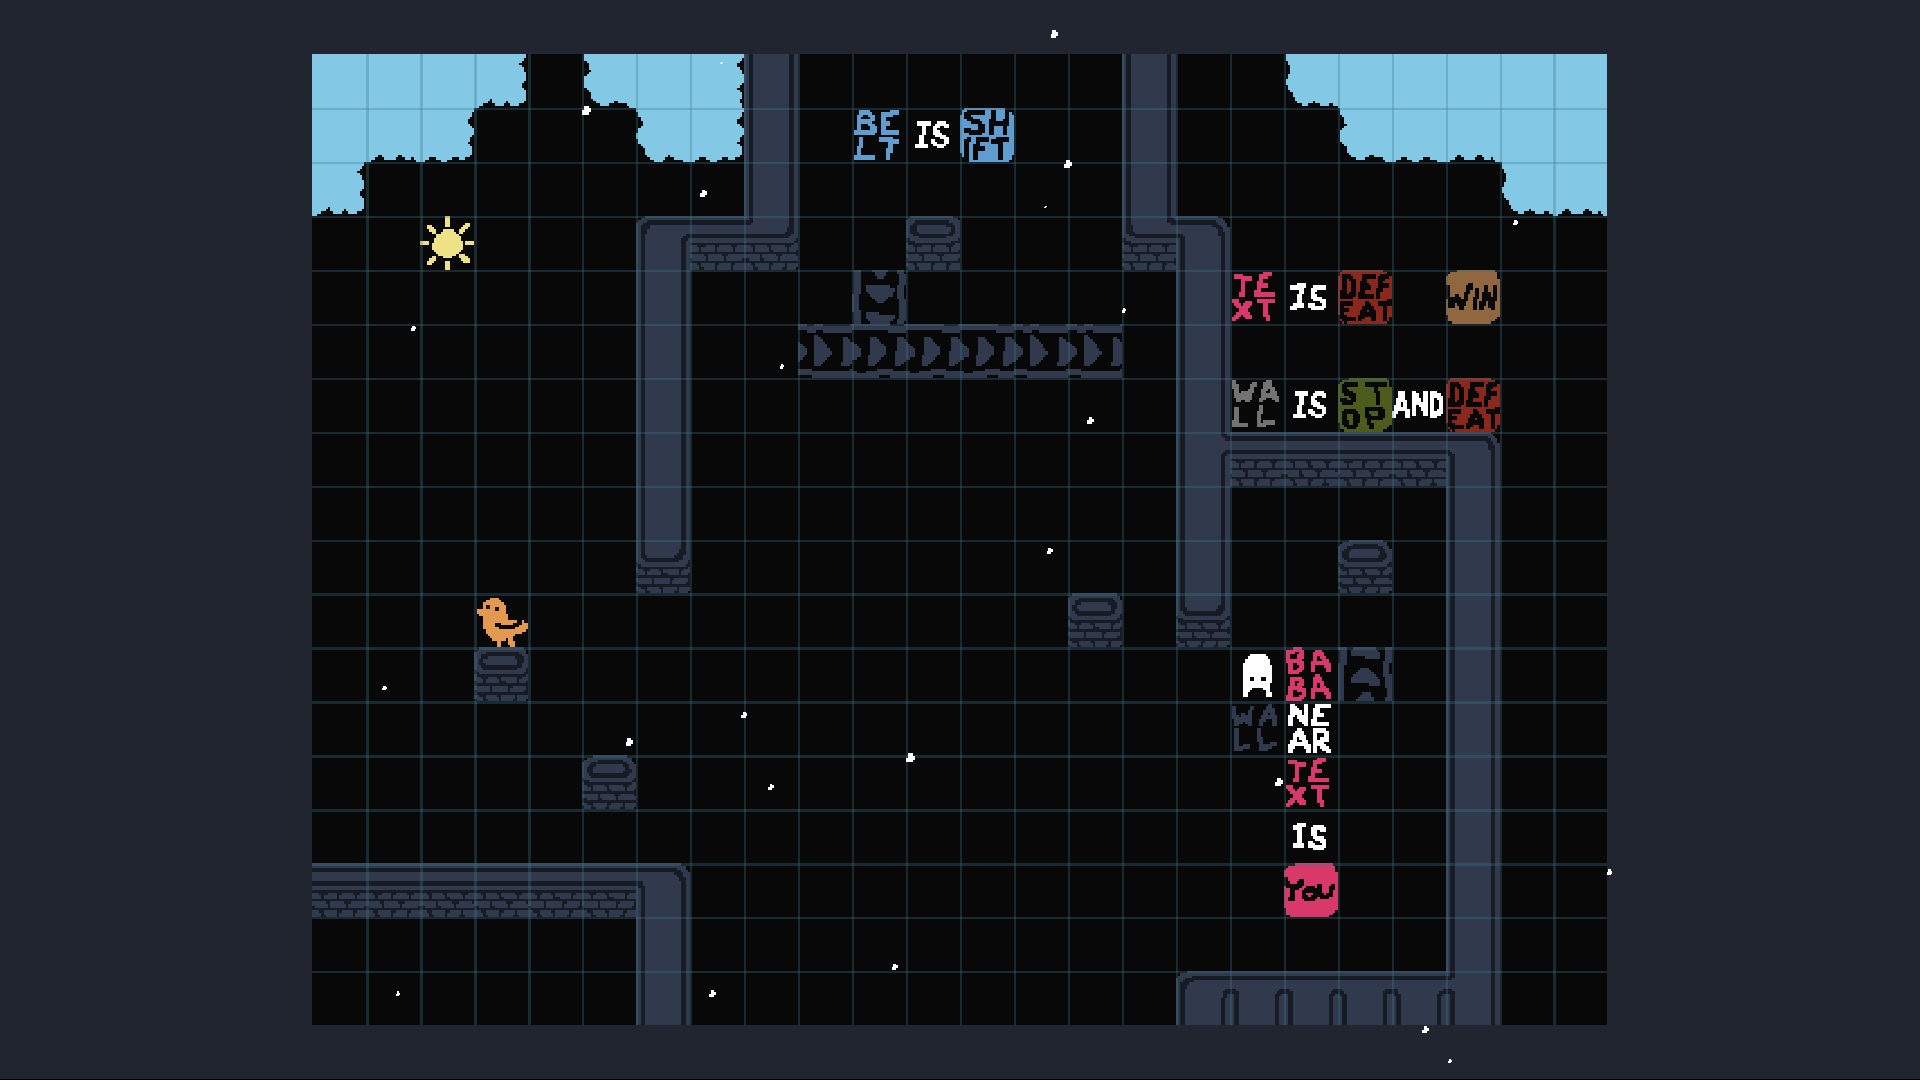 BELT IS SHIFT
TEXT IS DEFEAT WIN
WALL IS STOP AND DEFEAT
BABA
WALL NEAR
TEXT
IS
YOU